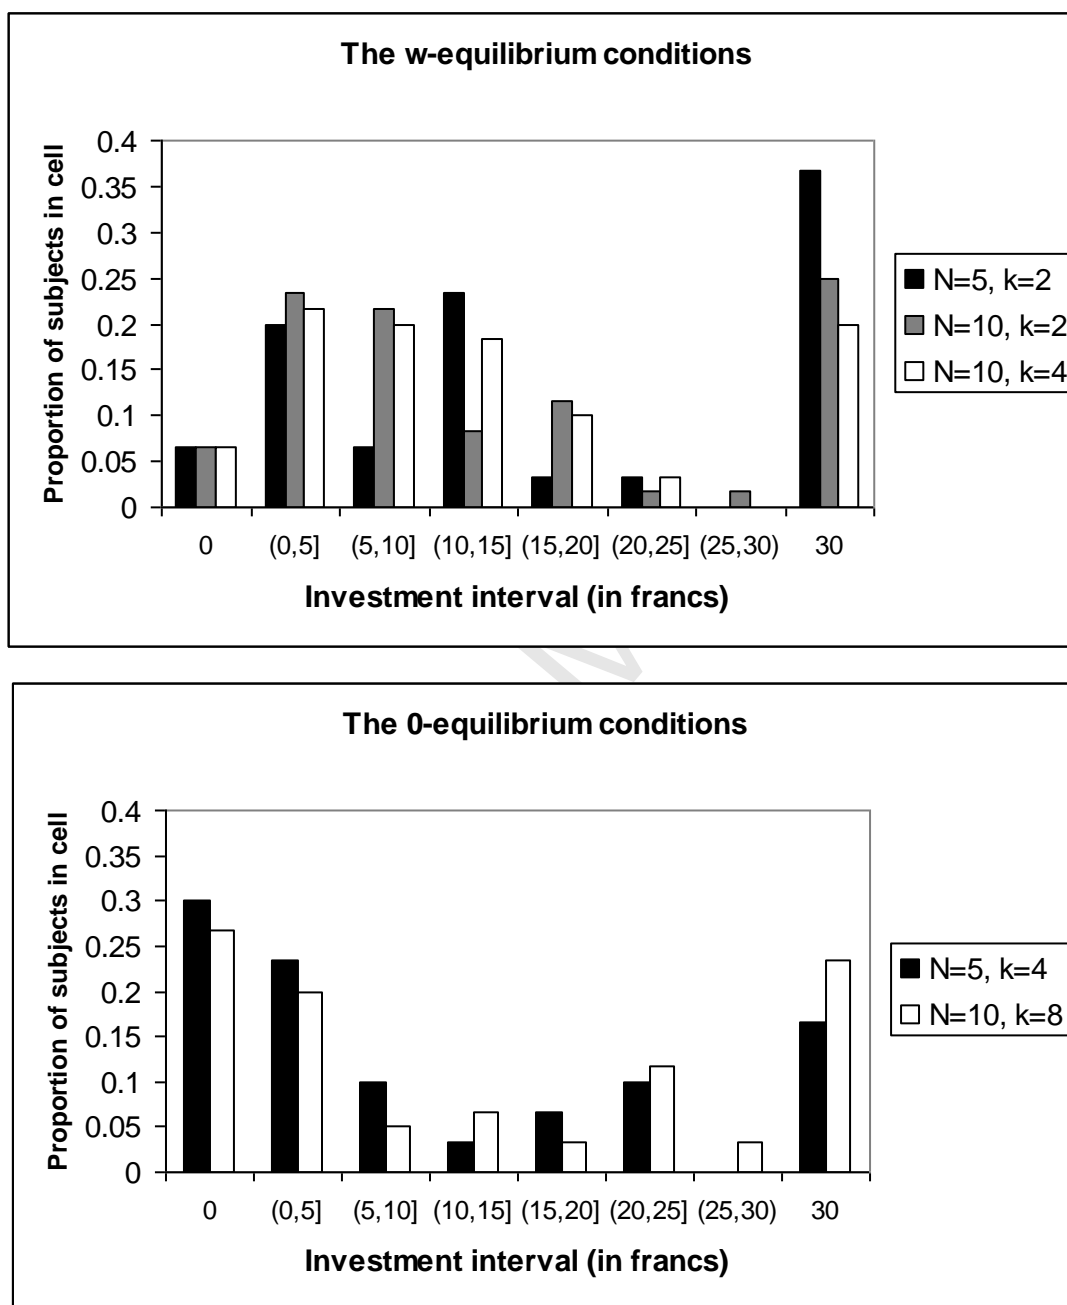 The w-equilibrium conditions
Proportion of subjects in cell
0.4
0.35
0.3
0.25
0.2
0.15
0.1
0.05
0
0 (0,5] (5,10] (10,15] (15,20] (20,25] (25,30) 30
Investment interval (in francs)
N=5, k=2
N=10, k=2
N=10, k=4
The 0-equilibrium conditions
Proportion of subjects in cell
0.4
0.35
0.3
0.25
0.2
0.15
0.1
0.05
0
0 (0,5] (5,10] (10,15] (15,20] (20,25] (25,30) 30
Investment interval (in francs)
N=5, k=4
N=10, k=8